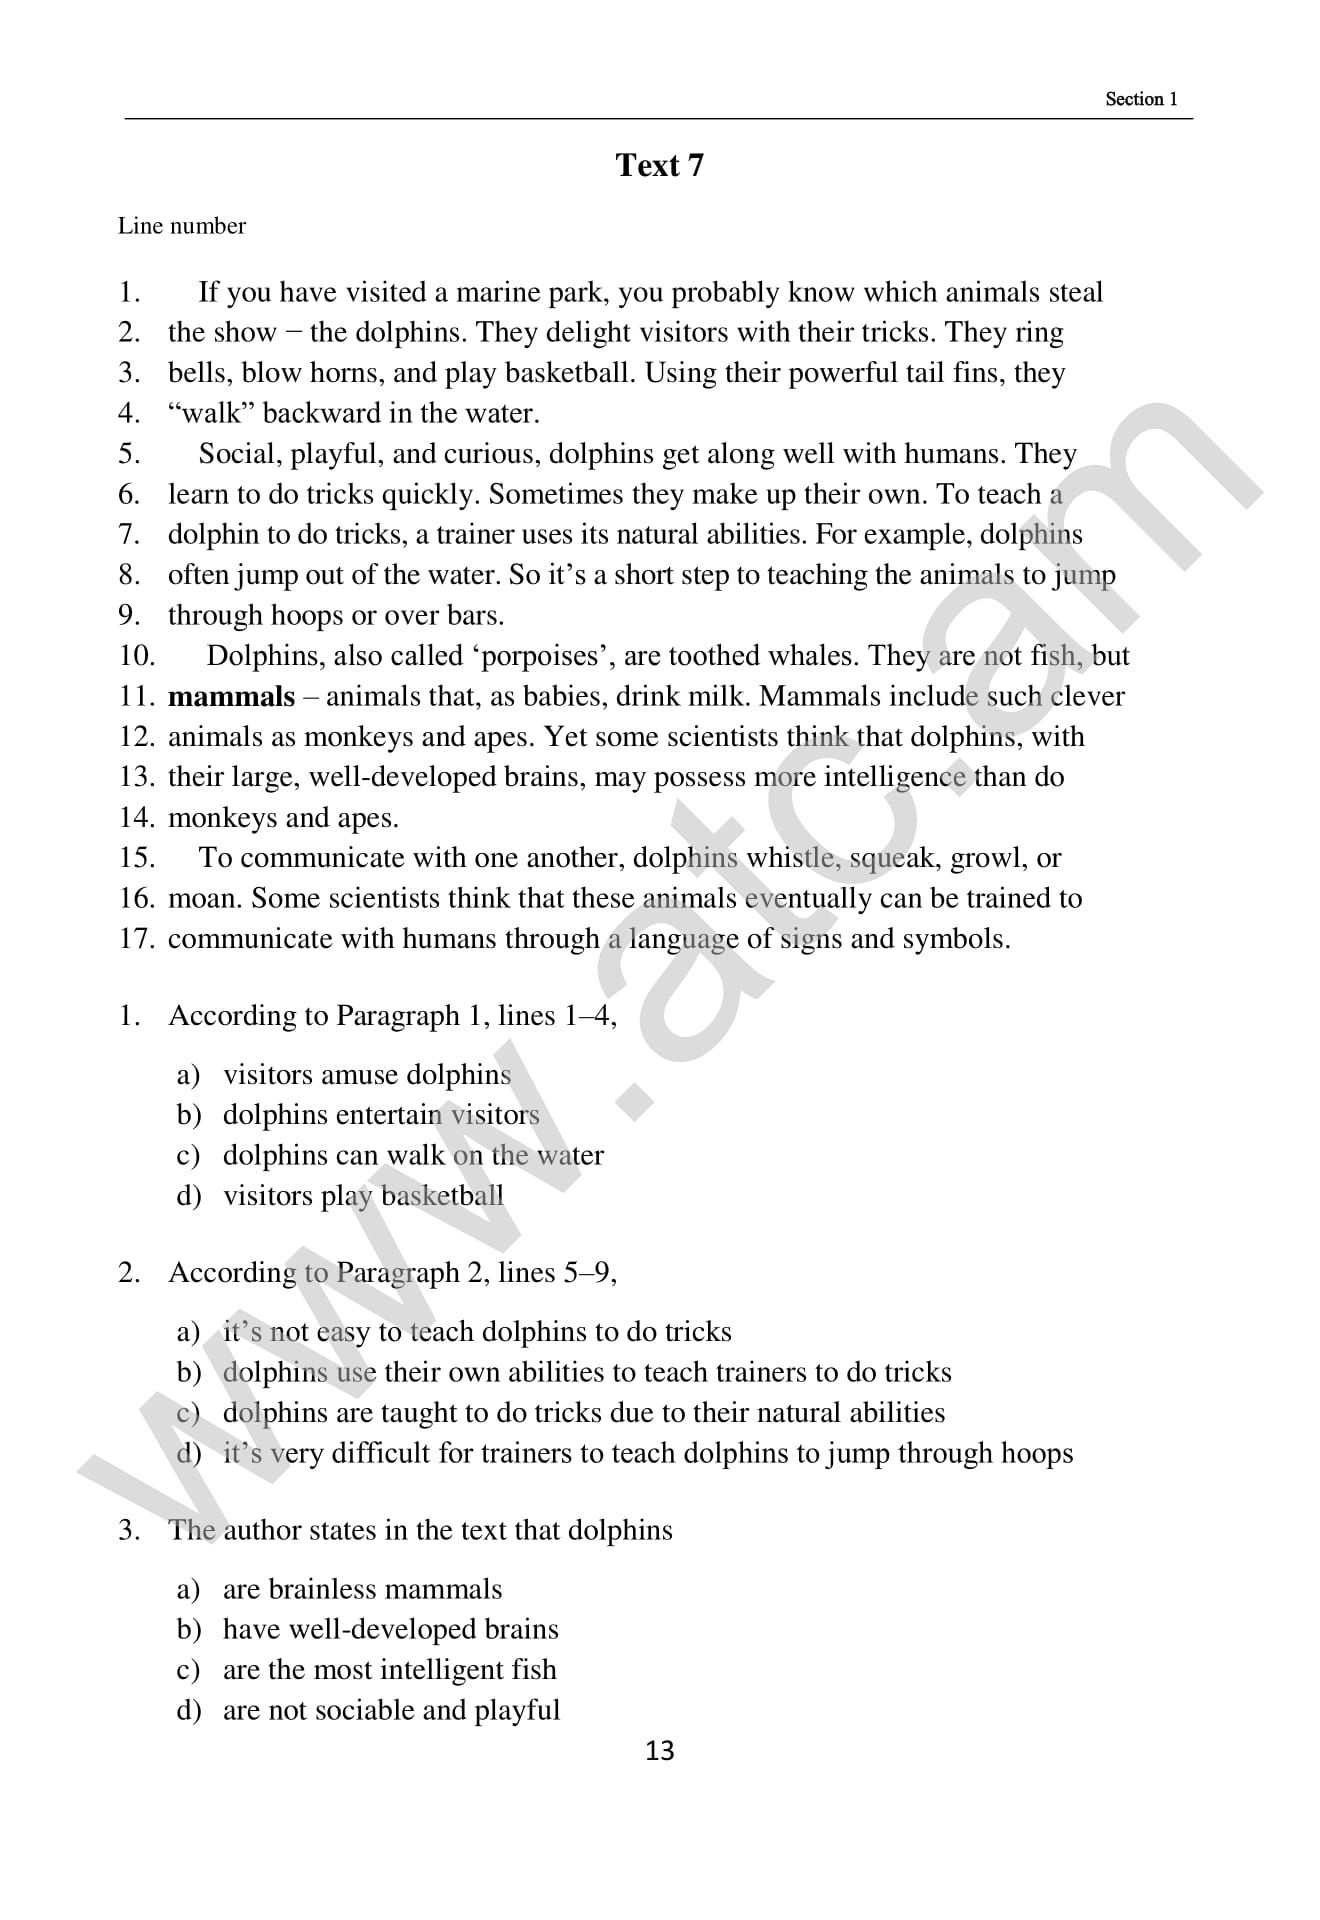 Section 1
Text 7
Line number
1. If you have visited a marine park, you probably know which animals steal
2. the show – the dolphins. They delight visitors with their tricks. They ring
3. bells, blow horns, and play basketball. Using their powerful tail fins, they
4. “walk” backward in the water.
5. Social, playful, and curious, dolphins get along well with humans. They
6. learn to do tricks quickly. Sometimes they make up their own. To teach a
7. dolphin to do tricks, a trainer uses its natural abilities. For example, dolphins
8. often jump out of the water. So it’s a short step to teaching the animals to jump
9. through hoops or over bars.
10. Dolphins, also called ‘porpoises’, are toothed whales. They are not fish, but
11. mammals – animals that, as babies, drink milk. Mammals include such clever
12. animals as monkeys and apes. Yet some scientists think that dolphins, with
13. their large, well-developed brains, may possess more intelligence than do
14. monkeys and apes.
15. To communicate with one another, dolphins whistle, squeak, growl, or
16. moan. Some scientists think that these animals eventually can be trained to
17. communicate with humans through a language of signs and symbols.
1. According to Paragraph 1, lines 1–4,
a) visitors amuse dolphins
b) dolphins entertain visitors
c) dolphins can walk on the water
d) visitors play basketball
2. According to Paragraph 2, lines 5–9,
a) it’s not easy to teach dolphins to do tricks
b) dolphins use their own abilities to teach trainers to do tricks
c) dolphins are taught to do tricks due to their natural abilities
d) it’s very difficult for trainers to teach dolphins to jump through hoops
3. The author states in the text that dolphins
a) are brainless mammals
b) have well-developed brains
c) are the most intelligent fish
d) are not sociable and playful
13
www.atc.am